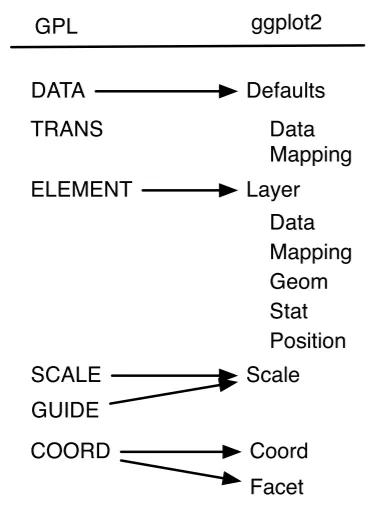 GPL ggplot2
DATA Defaults
TRANS Data
Mapping
ELEMENT Layer
Data
Mapping
Geom
Stat
Position
SCALE Scale
GUIDE
COORD Coord
Facet